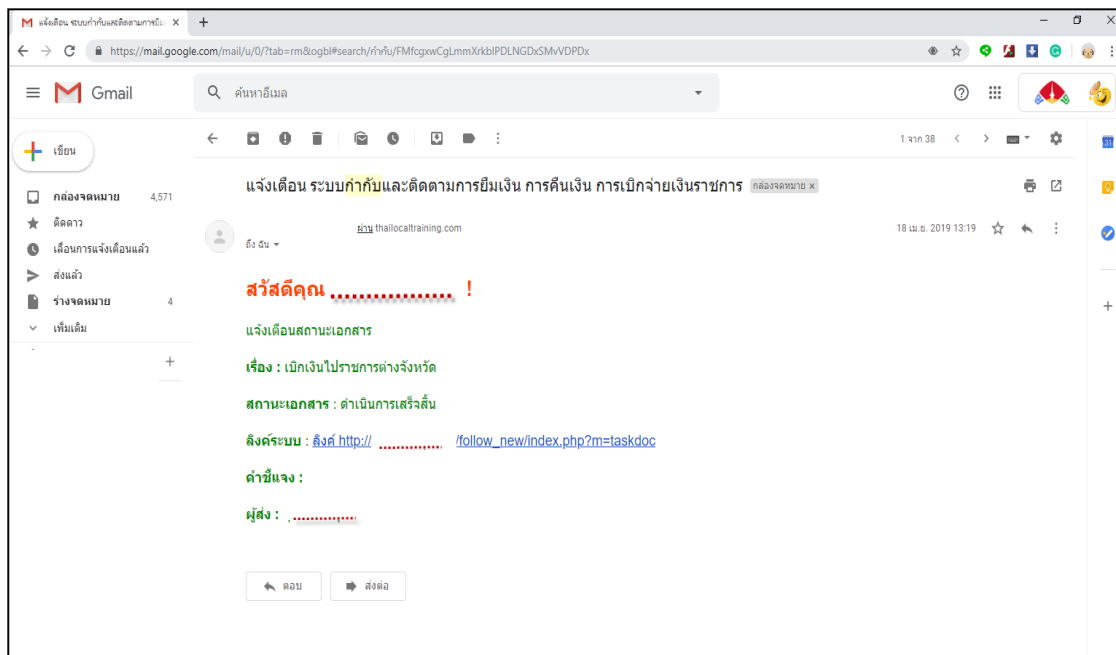 แจ้งเตือน ระบบกำกับและติดตามการยืมเงิ
https://mail.google.com/mail/u/0/?tab=rm&ogbl#search/กำกับ/FMfcgxwCgLmmXrkblPDLNGDxSMvVDPDx
Gmail
ค้นหาอีเมล
เขียน
1 จาก 38
กล่องจดหมาย 4,571
ติดดาว
เลื่อนการแจ้งเตือนแล้ว
ส่งแล้ว
ร่างจดหมาย 4
เพิ่มเติม
แจ้งเตือน ระบบกำกับและติดตามการยืมเงิน การคืนเงิน การเบิกจ่ายเงินราชการ กล่องจดหมาย x
ผ่าน thailocaltraining.com
18 เม.ย. 2019 13:19
ถึง ฉัน
สวัสดีคุณ .................. !
แจ้งเตือนสถานะเอกสาร
เรื่อง : เบิกเงินไปราชการต่างจังหวัด
สถานะเอกสาร : ดำเนินการเสร็จสิ้น
ลิงค์ระบบ : ลิงค์ http:// .............. /follow_new/index.php?m=taskdoc
คำชี้แจง :
ผู้ส่ง : ..............
ตอบ
ส่งต่อ